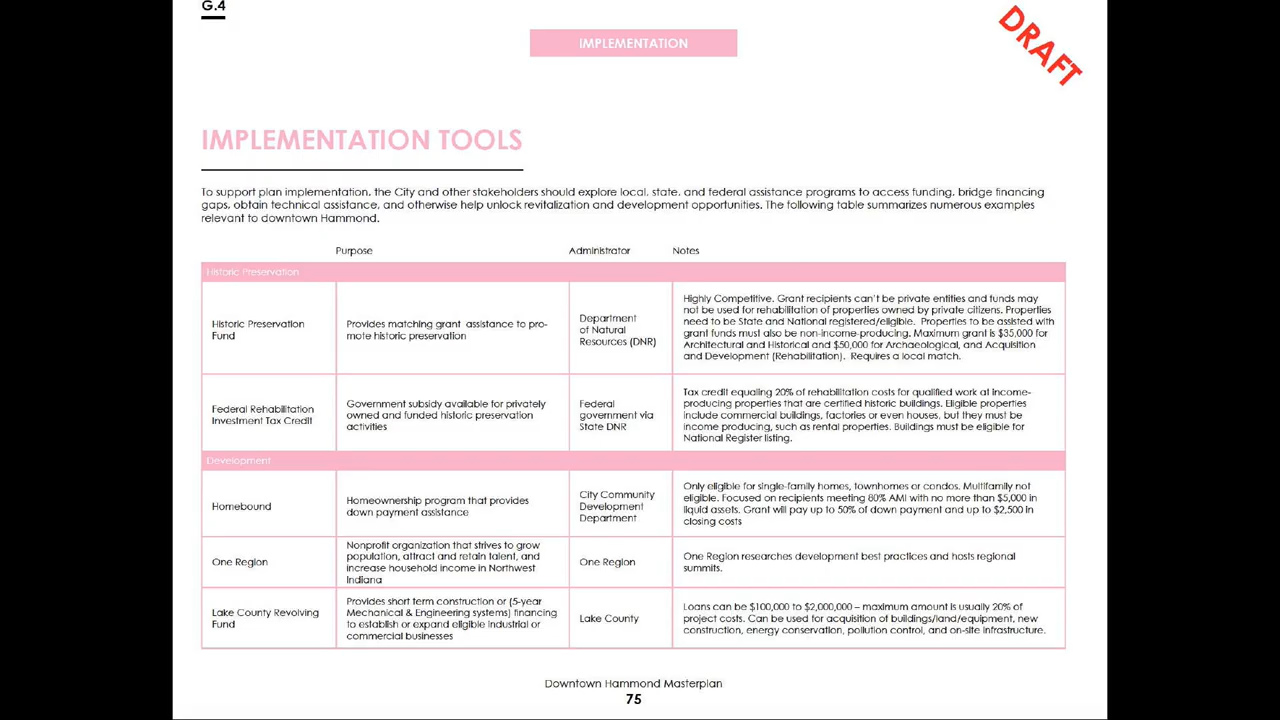 G.4
IMPLEMENTATION
DRAFT
IMPLEMENTATION TOOLS
To support plan implementation, the City and other stakeholders should explore local, state, and federal assistance programs to access funding, bridge financing
gaps, obtain technical assistance, and otherwise help unlock revitalization and development opportunities. The following table summarizes numerous examples
relevant to downtown Hammond.
Purpose
Administrator
Notes
Historic Preservation
Historic Preservation
Fund
Provides matching grant assistance to pro-
mote historic preservation
Department
of Natural
Resources (DNR)
Highly Competitive. Grant recipients can't be private entities and funds may
not be used for rehabilitation of properties owned by private citizens. Properties
need to be State and National registered/eligible. Properties to be assisted with
grant funds must also be non-income-producing. Maximum grant is $35,000 for
Architectural and Historical and $50,000 for Archaeological, and Acquisition
and Development (Rehabilitation). Requires a local match.
Federal Rehabilitation
Investment Tax Credit
Government subsidy available for privately
owned and funded historic preservation
activities
Federal
government via
State DNR
Tax credit equaling 20% of rehabilitation costs for qualified work at income-
producing properties that are certified historic buildings. Eligible properties
include commercial buildings, factories or even houses, but they must be
income producing, such as rental properties. Buildings must be eligible for
National Register listing.
Development
Homebound
Homeownership program that provides
down payment assistance
City Community
Development
Department
Only eligible for single-family homes, townhomes or condos. Multifamily not
eligible. Focused on recipients meeting 80% AMI with no more than $5,000 in
liquid assets. Grant will pay up to 50% of down payment and up to $2,500 in
closing costs
One Region
Nonprofit organization that strives to grow
population, attract and retain talent, and
increase household income in Northwest
Indiana
One Region
One Region researches development best practices and hosts regional
summits.
Lake County Revolving
Fund
Provides short term construction or (5-year
Mechanical & Engineering systems) financing
to establish or expand eligible industrial or
commercial businesses
Lake County
Loans can be $100,000 to $2,000,000 – maximum amount is usually 20% of
project costs. Can be used for acquisition of buildings/land/equipment, new
construction, energy conservation, pollution control, and on-site infrastructure.
Downtown Hammond Masterplan
75